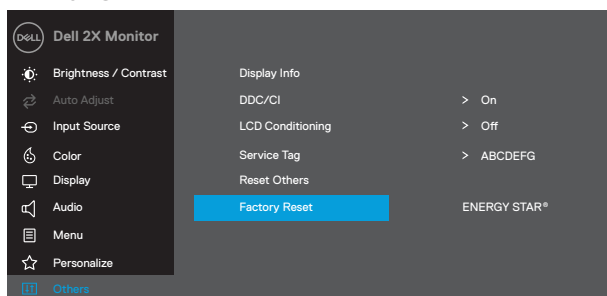 DELL Dell 2X Monitor
Brightness / Contrast Display Info
Auto Adjust DDC/CI > On
Input Source LCD Conditioning > Off
Color Service Tag > ABCDEFG
Display Reset Others
Audio Factory Reset ENERGY STAR®
Menu
Personalize
Others